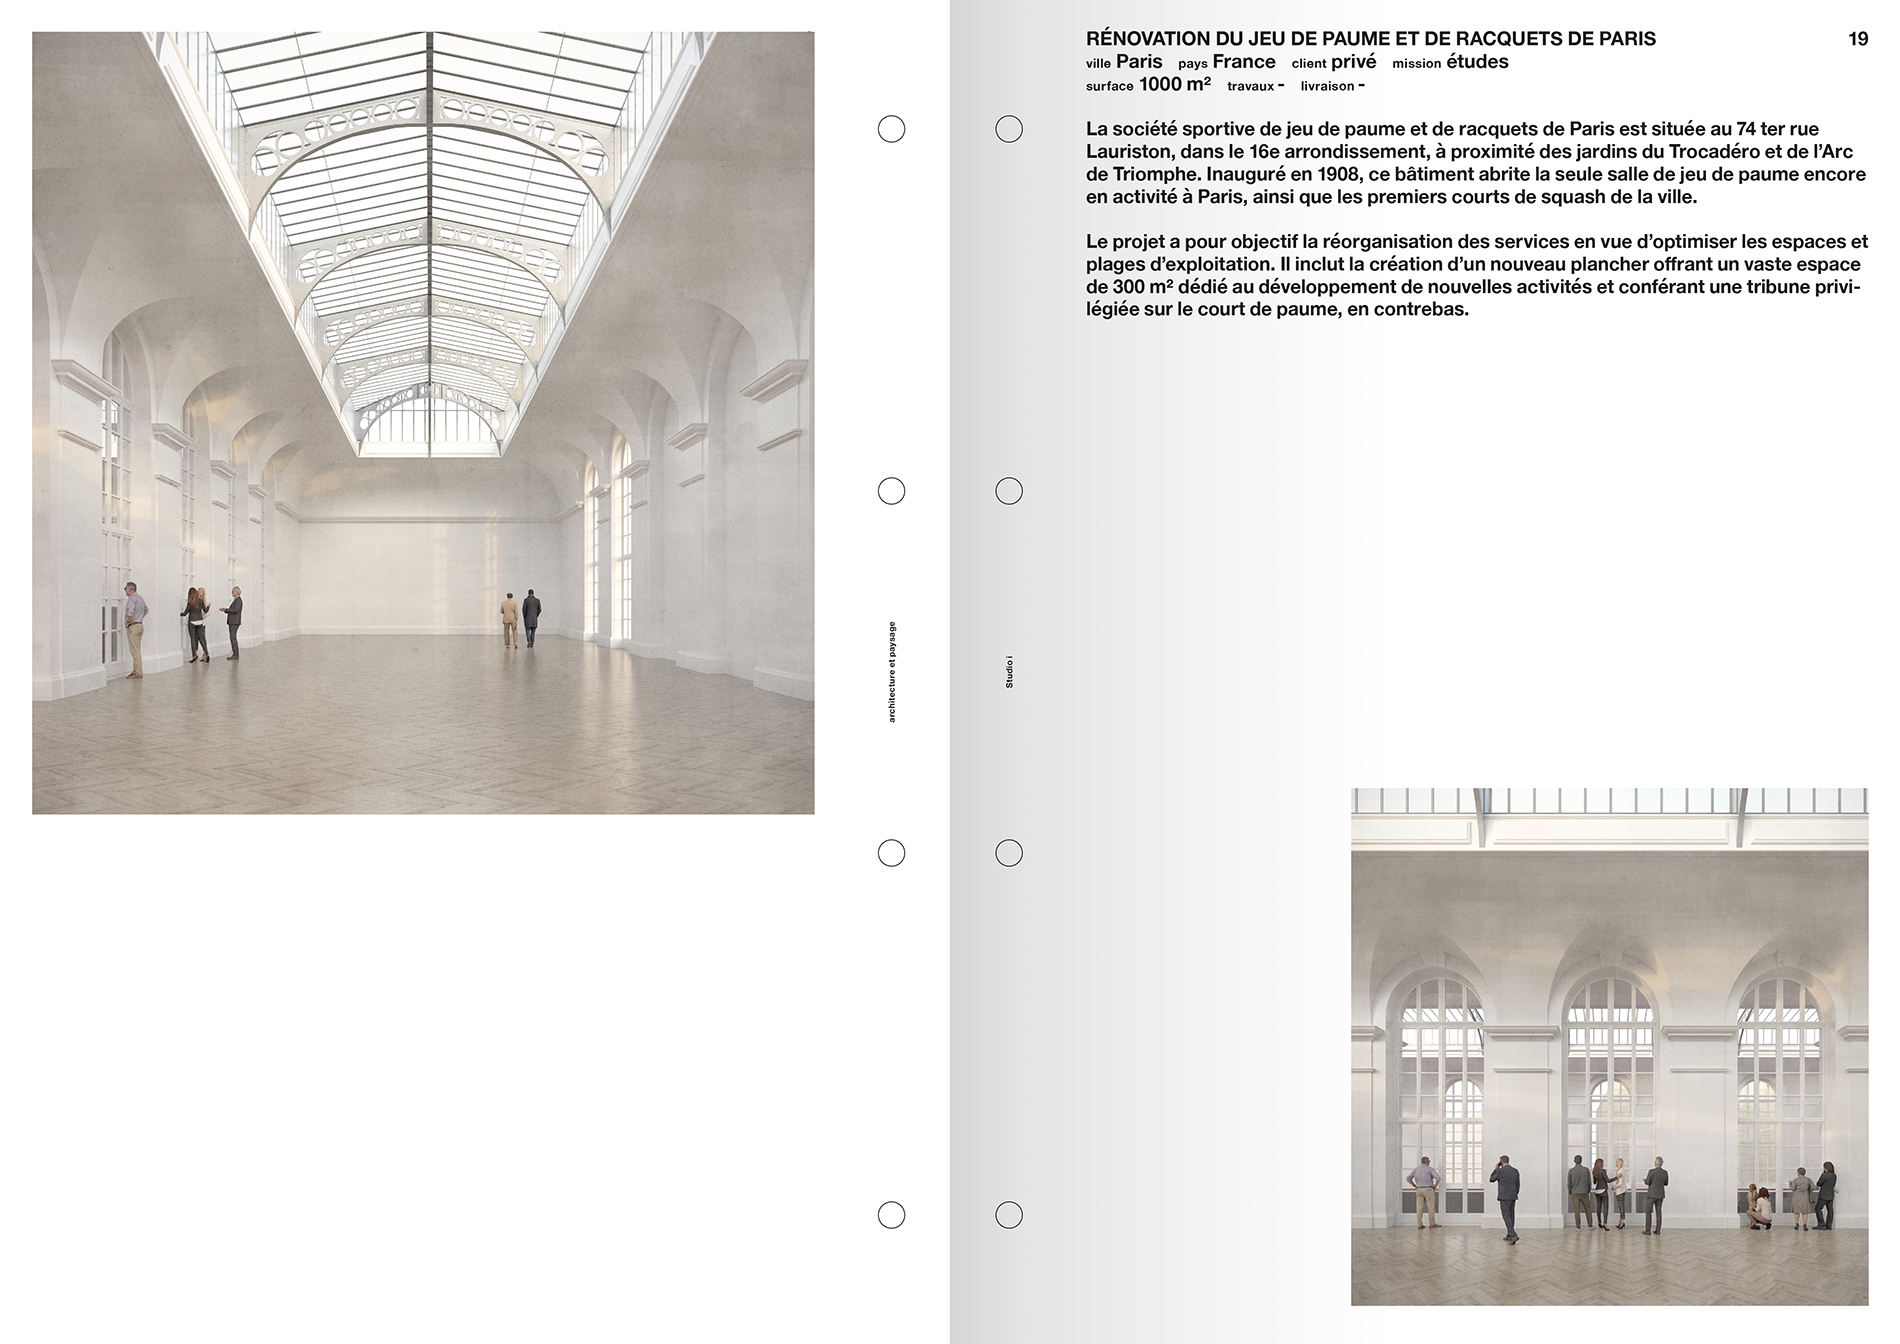 architecture et paysage
Studio i
RÉNOVATION DU JEU DE PAUME ET DE RACQUETS DE PARIS 19
ville Paris pays France client privé mission études
surface 1000 m² travaux - livraison -
La société sportive de jeu de paume et de racquets de Paris est située au 74 ter rue
Lauriston, dans le 16e arrondissement, à proximité des jardins du Trocadéro et de l’Arc
de Triomphe. Inauguré en 1908, ce bâtiment abrite la seule salle de jeu de paume encore
en activité à Paris, ainsi que les premiers courts de squash de la ville.
Le projet a pour objectif la réorganisation des services en vue d’optimiser les espaces et
plages d’exploitation. Il inclut la création d’un nouveau plancher offrant un vaste espace
de 300 m² dédié au développement de nouvelles activités et conférant une tribune privi-
légiée sur le court de paume, en contrebas.